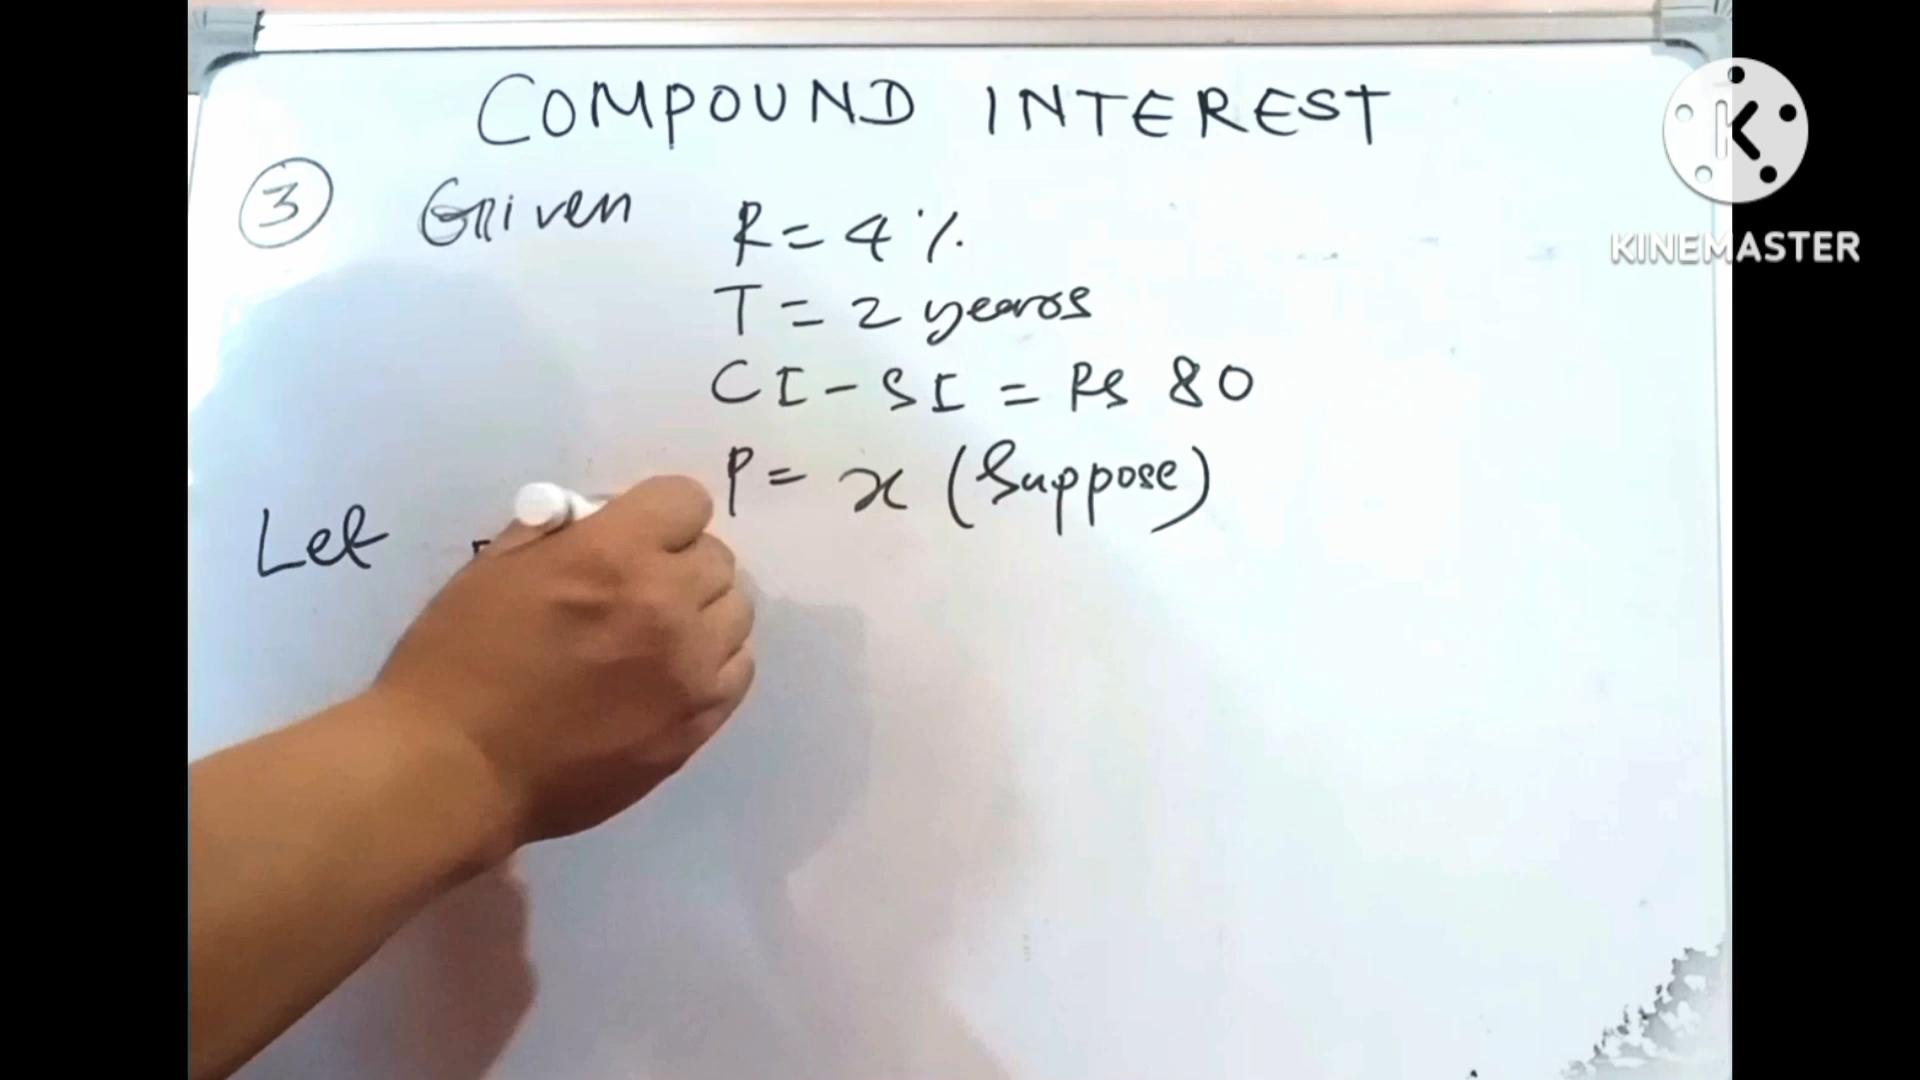 COMPOUND INTEREST
3 Given R = 4 %
T = 2 years
CI - SI = Rs 80
P = x (Suppose)
Let
K
KINEMASTER